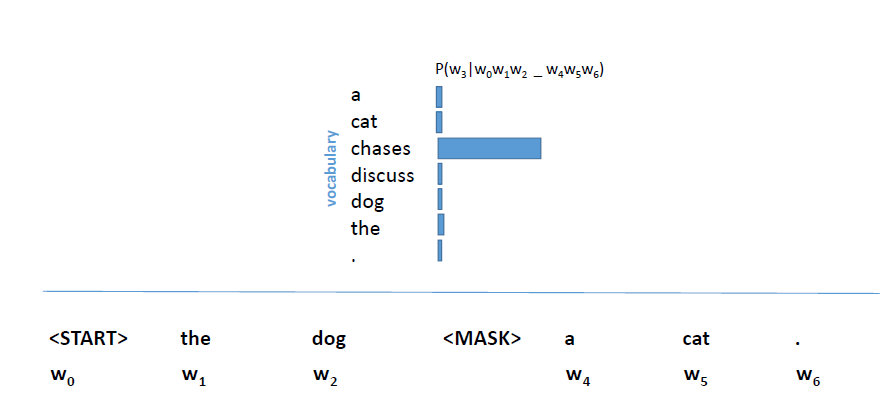 P(w₃|w₀w₁w₂ _ w₄w₅w₆)
vocabulary
a
cat
chases
discuss
dog
the
.
<START> the dog <MASK> a cat .
w₀ w₁ w₂ w₄ w₅ w₆